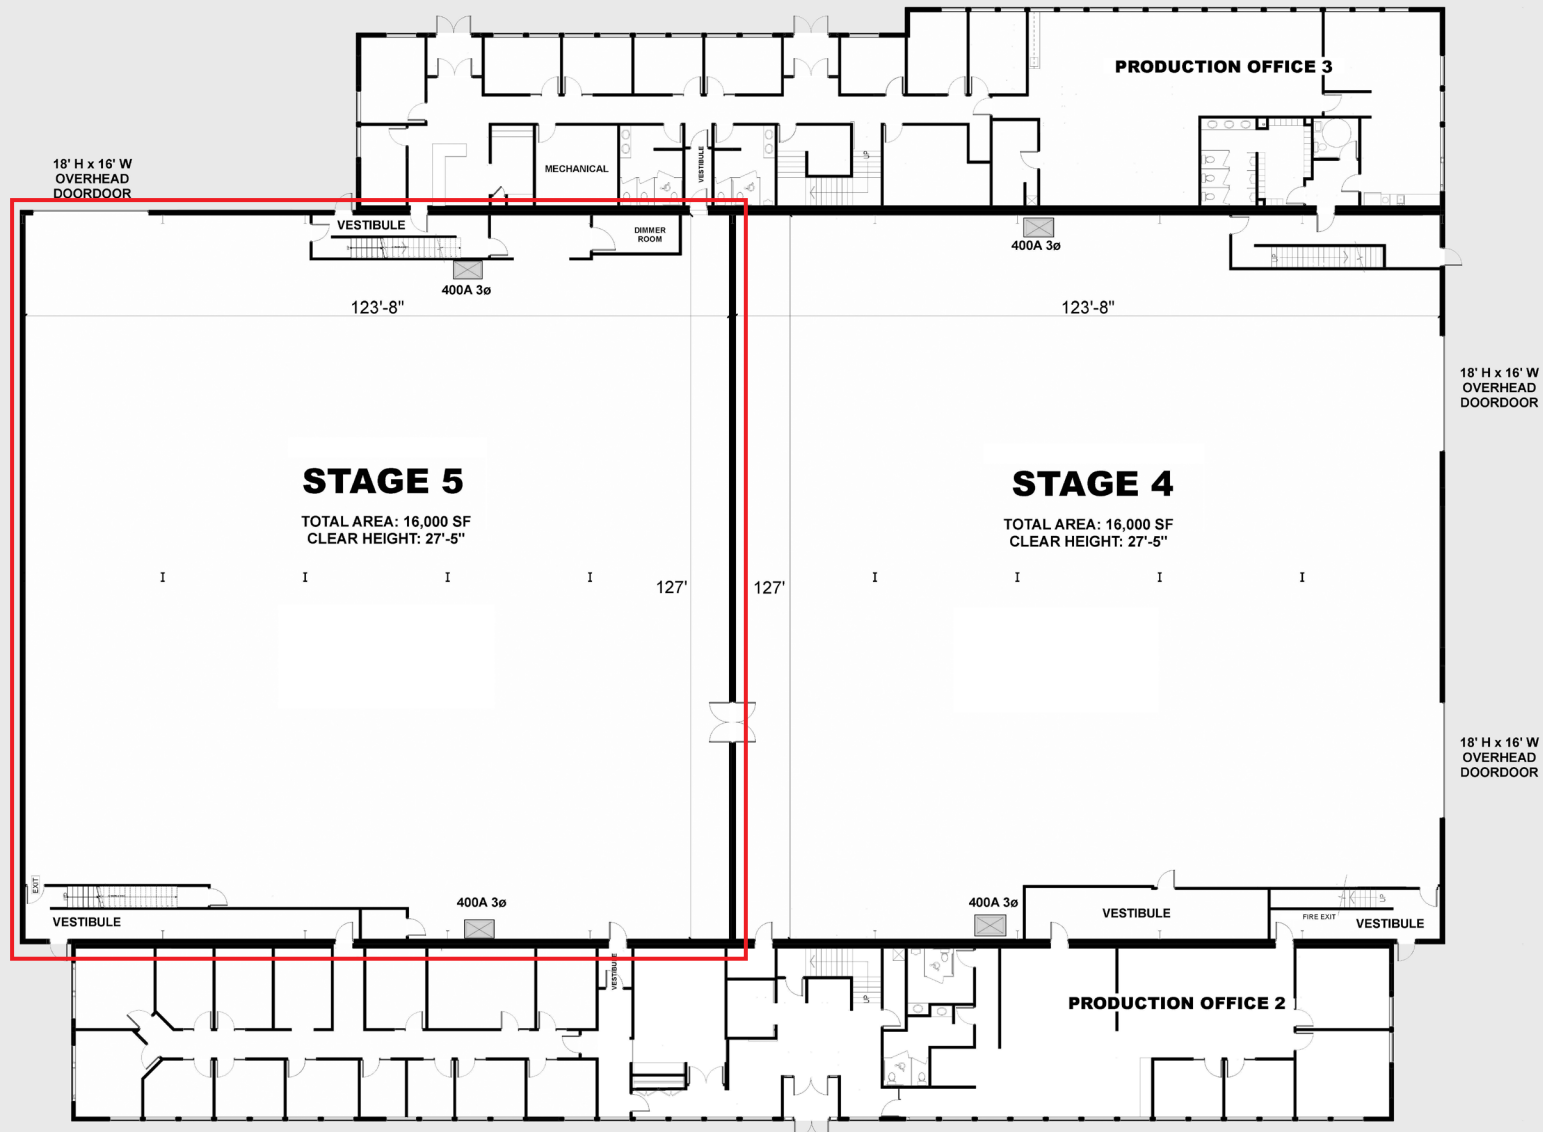 PRODUCTION OFFICE 3
18' H x 16' W
OVERHEAD
DOORDOOR
MECHANICAL
VESTIBULE
UP
VESTIBULE
DIMMER
ROOM
400A 3ø
400A 3ø
123'-8"
123'-8"
18' H x 16' W
OVERHEAD
DOORDOOR
STAGE 5
TOTAL AREA: 16,000 SF
CLEAR HEIGHT: 27'-5"
STAGE 4
TOTAL AREA: 16,000 SF
CLEAR HEIGHT: 27'-5"
127'
127'
18' H x 16' W
OVERHEAD
DOORDOOR
EXIT
VESTIBULE
400A 3ø
400A 3ø
VESTIBULE
FIRE EXIT
VESTIBULE
VESTIBULE
UP
PRODUCTION OFFICE 2